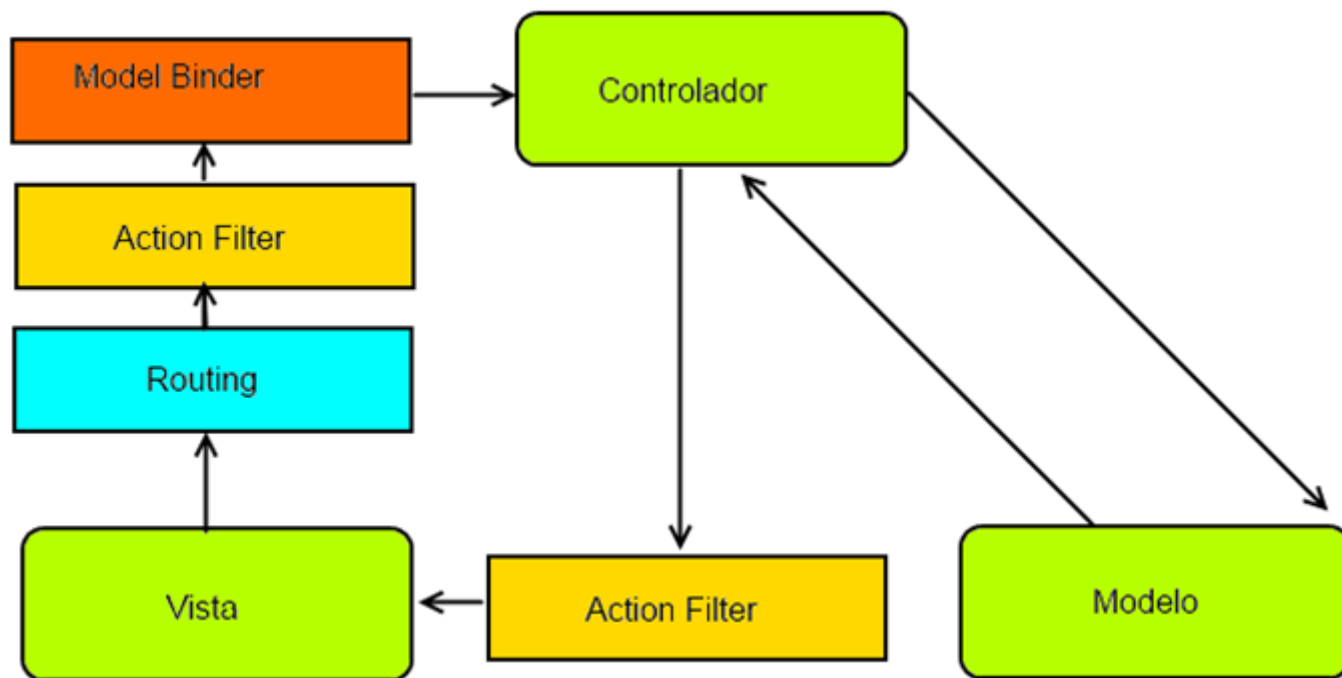 Model Binder
Controlador
Action Filter
Routing
Vista
Action Filter
Modelo